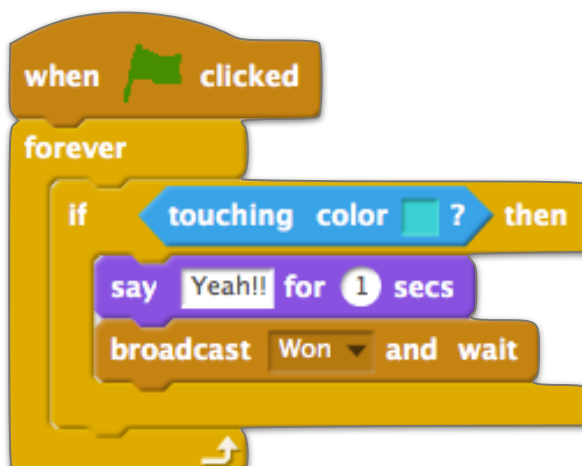 when clicked
forever
if touching color ? then
say Yeah!! for 1 secs
broadcast Won and wait